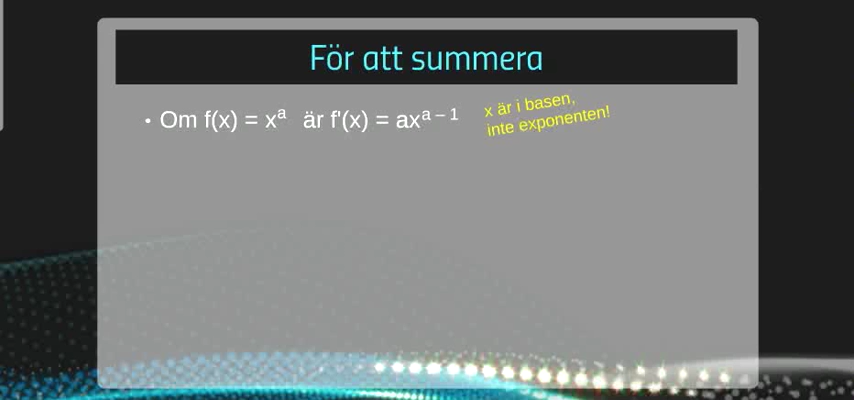 För att summera
• Om f(x) = xᵃ är f'(x) = axᵃ ⁻ ¹
x är i basen,
inte exponenten!